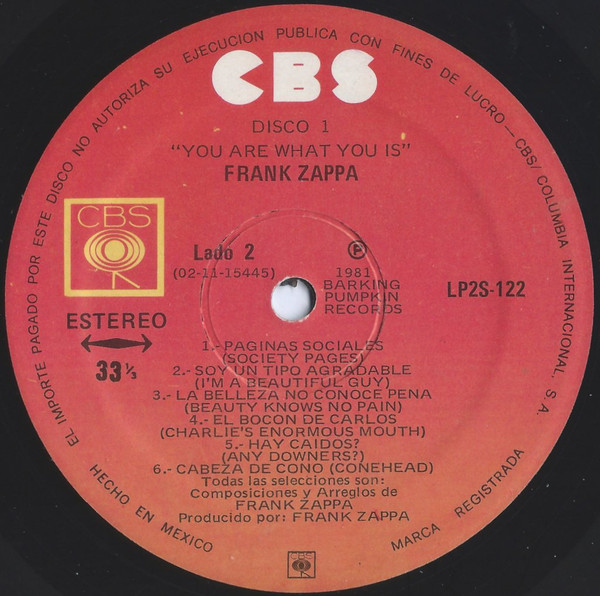 EL IMPORTE PAGADO POR ESTE DISCO NO AUTORIZA SU EJECUCION PUBLICA CON FINES DE LUCRO—CBS/COLUMBIA INTERNACIONAL, S.A.
CBS
DISCO 1
"YOU ARE WHAT YOU IS"
FRANK ZAPPA
CBS
ESTEREO
33⅓
Lado 2
(02-11-15445)
Ⓟ
1981
BARKING
PUMPKIN
RECORDS
LP2S-122
1.- PAGINAS SOCIALES
(SOCIETY PAGES)
2.- SOY UN TIPO AGRADABLE
(I'M A BEAUTIFUL GUY)
3.- LA BELLEZA NO CONOCE PENA
(BEAUTY KNOWS NO PAIN)
4.- EL BOCON DE CARLOS
(CHARLIE'S ENORMOUS MOUTH)
5.- HAY CAIDOS?
(ANY DOWNERS?)
6.- CABEZA DE CONO (CONEHEAD)
Todas las selecciones son:
Composiciones y Arreglos de
FRANK ZAPPA
Producido por: FRANK ZAPPA
HECHO EN MEXICO
MARCA REGISTRADA